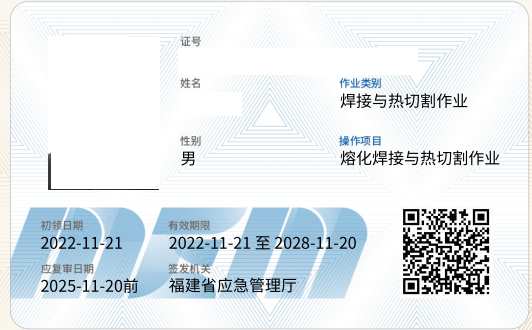 证号
姓名
作业类别
焊接与热切割作业
性别
男
操作项目
熔化焊接与热切割作业
初领日期
2022-11-21
有效期限
2022-11-21 至 2028-11-20
应复审日期
2025-11-20前
签发机关
福建省应急管理厅